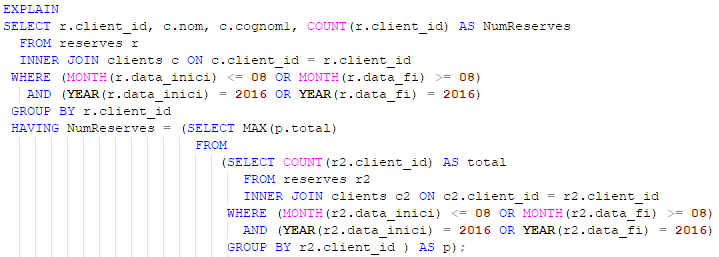 EXPLAIN
SELECT r.client_id, c.nom, c.cognom1, COUNT(r.client_id) AS NumReserves
FROM reserves r
INNER JOIN clients c ON c.client_id = r.client_id
WHERE (MONTH(r.data_inici) <= 08 OR MONTH(r.data_fi) >= 08)
AND (YEAR(r.data_inici) = 2016 OR YEAR(r.data_fi) = 2016)
GROUP BY r.client_id
HAVING NumReserves = (SELECT MAX(p.total)
FROM
(SELECT COUNT(r2.client_id) AS total
FROM reserves r2
INNER JOIN clients c2 ON c2.client_id = r2.client_id
WHERE (MONTH(r2.data_inici) <= 08 OR MONTH(r2.data_fi) >= 08)
AND (YEAR(r2.data_inici) = 2016 OR YEAR(r2.data_fi) = 2016)
GROUP BY r2.client_id ) AS p);